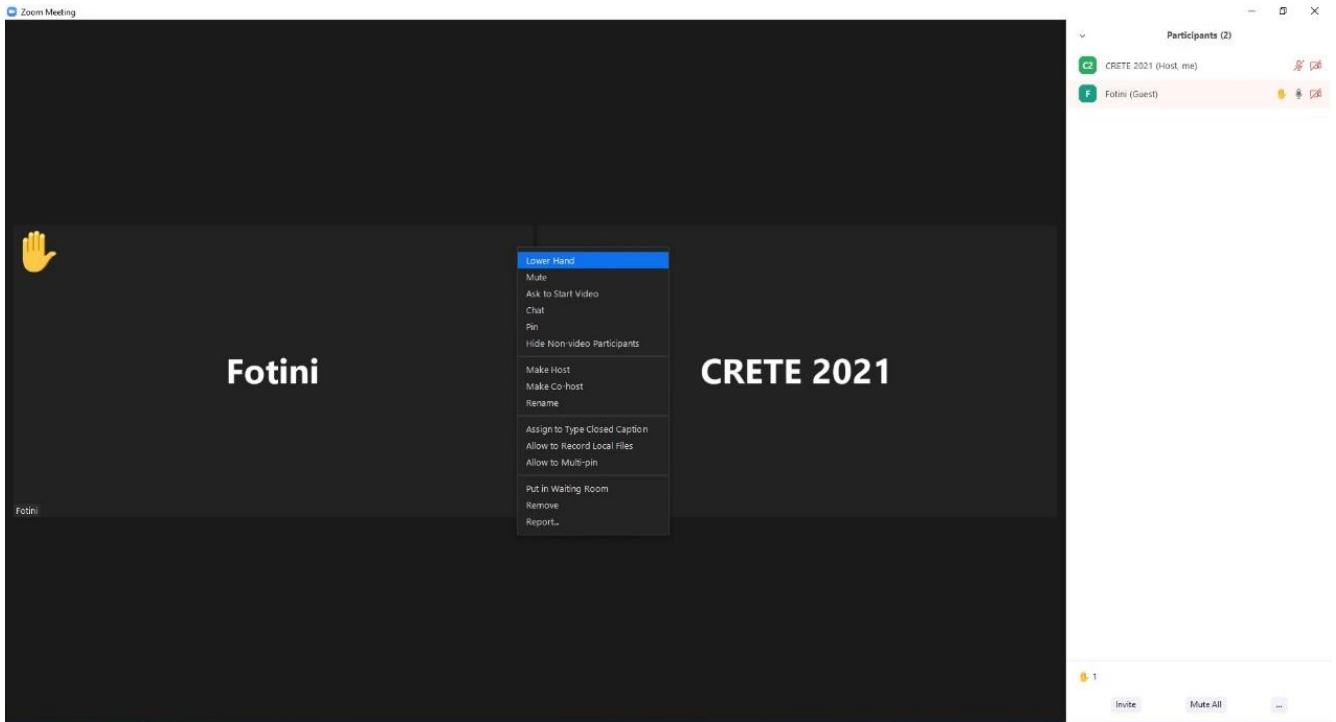 Zoom Meeting
Participants (2)
C2 CRETE 2021 (Host, me)
F Fotini (Guest)
Fotini
CRETE 2021
Lower Hand
Mute
Ask to Start Video
Chat
Pin
Hide Non-video Participants
Make Host
Make Co-host
Rename
Assign to Type Closed Caption
Allow to Record Local Files
Allow to Multi-pin
Put in Waiting Room
Remove
Report...
Fotini
1
Invite Mute All ...